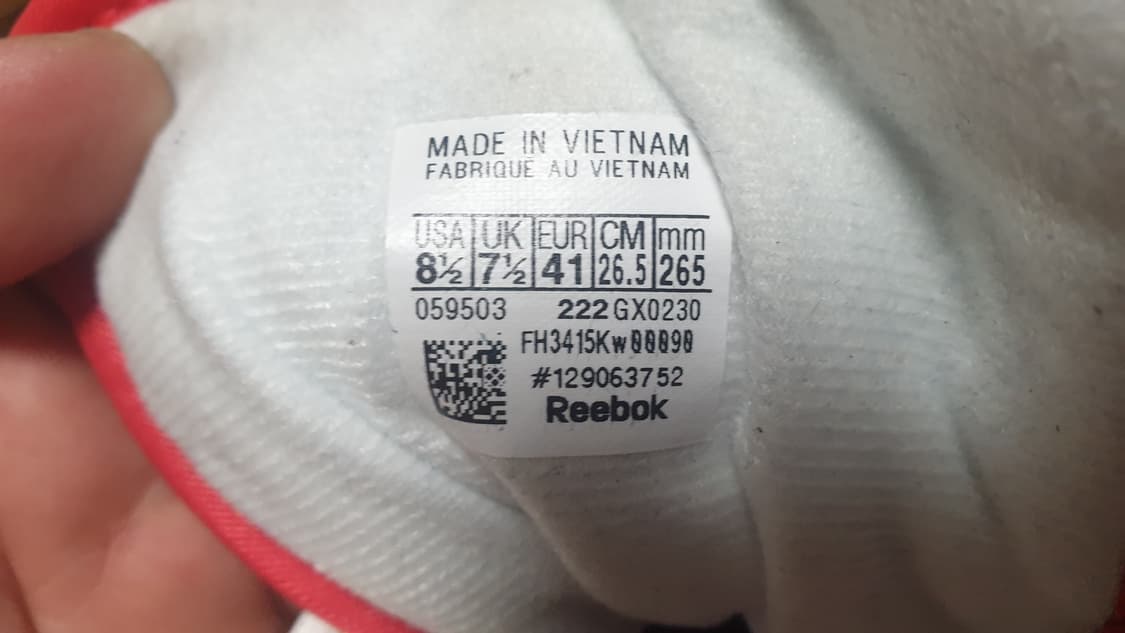 MADE IN VIETNAM
FABRIQUÉ AU VIETNAM
USA UK EUR CM mm
8½ 7½ 41 26.5 265
059503 222 GX0230
FH3415Kw00090
#129063752
Reebok